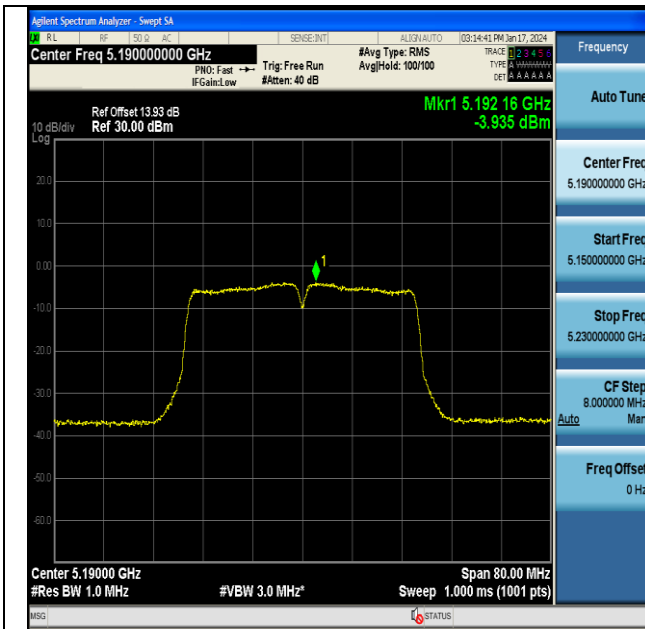 Agilent Spectrum Analyzer - Swept SA
RL RF 50 Ω AC SENSE:INT ALIGNAUTO 03:14:41 PM Jan 17, 2024
Center Freq 5.190000000 GHz
PNO: Fast
IFGain:Low
Trig: Free Run
#Atten: 40 dB
#Avg Type: RMS
Avg|Hold: 100/100
TRACE 1 2 3 4 5 6
TYPE A
DET A A A A A A
Frequency
Auto Tune
Center Freq
5.190000000 GHz
Start Freq
5.150000000 GHz
Stop Freq
5.230000000 GHz
CF Step
8.000000 MHz
Auto Man
Freq Offset
0 Hz
Mkr1 5.192 16 GHz
-3.935 dBm
Ref Offset 13.93 dB
10 dB/div Ref 30.00 dBm
Log
20.0
10.0
0.00
-10.0
-20.0
-30.0
-40.0
-50.0
-60.0
1
Center 5.19000 GHz Span 80.00 MHz
#Res BW 1.0 MHz #VBW 3.0 MHz* Sweep 1.000 ms (1001 pts)
MSG STATUS